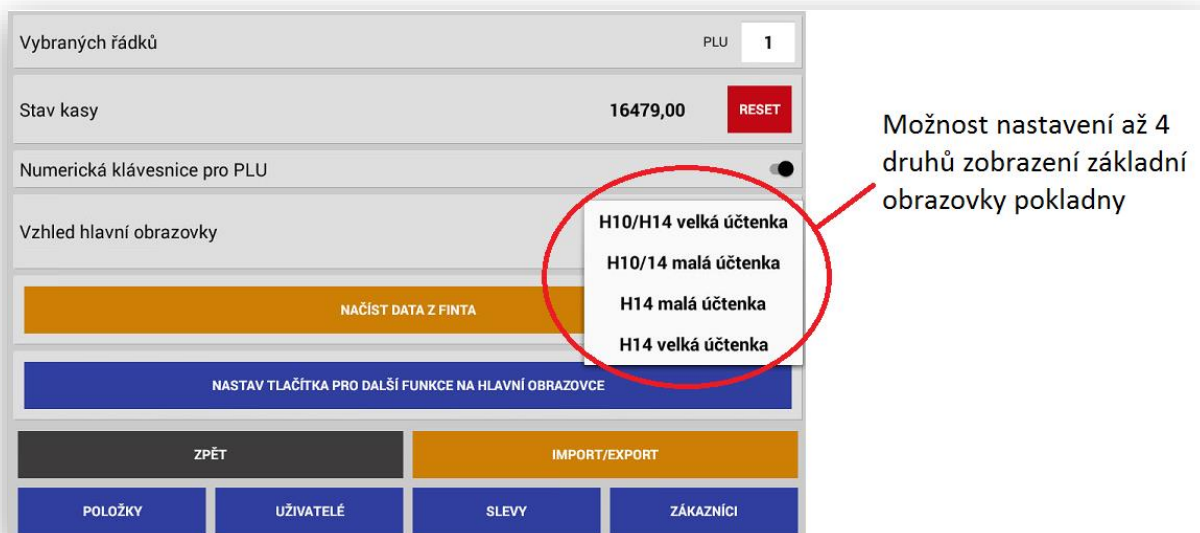 Vybraných řádků PLU 1
Stav kasy 16479,00 RESET
Numerická klávesnice pro PLU
Vzhled hlavní obrazovky
H10/H14 velká účtenka
H10/14 malá účtenka
H14 malá účtenka
H14 velká účtenka
NAČÍST DATA Z FINTA
NASTAV TLAČÍTKA PRO DALŠÍ FUNKCE NA HLAVNÍ OBRAZOVCE
ZPĚT IMPORT/EXPORT
POLOŽKY UŽIVATELÉ SLEVY ZÁKAZNÍCI
Možnost nastavení až 4
druhů zobrazení základní
obrazovky pokladny